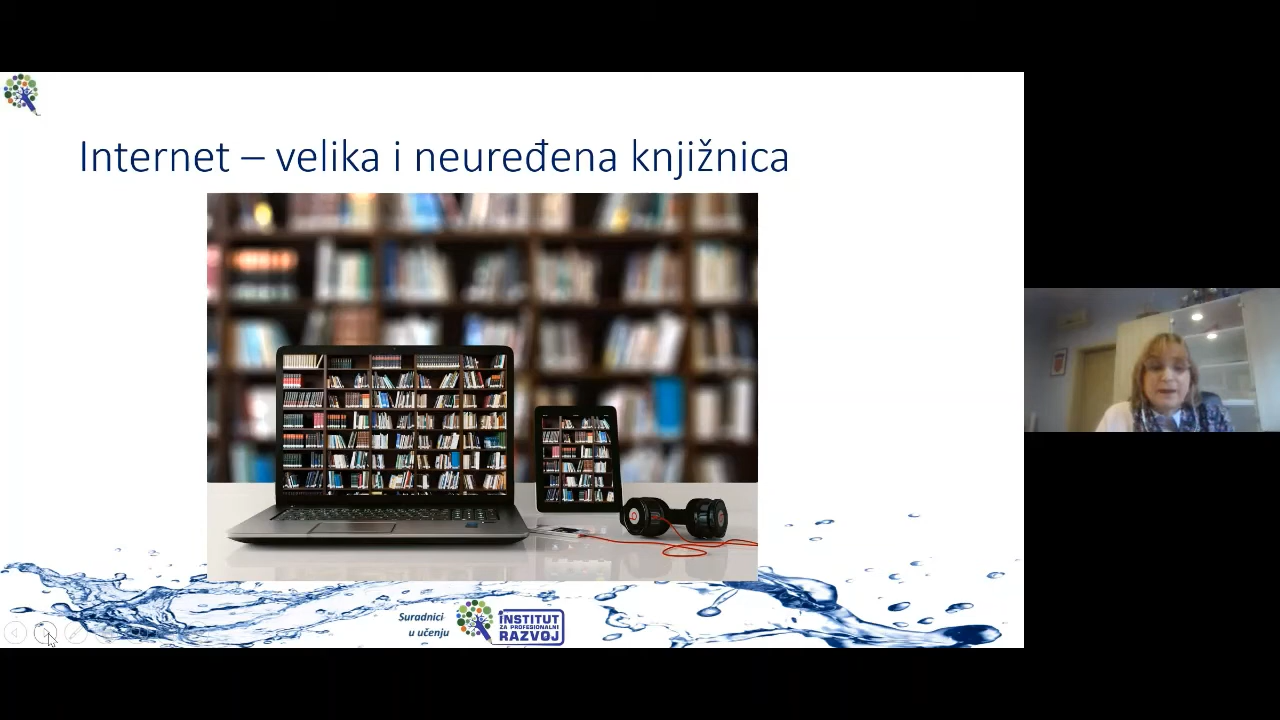 Internet – velika i neuređena knjižnica
Suradnici
u učenju
INSTITUT
ZA PROFESIONALNI
RAZVOJ